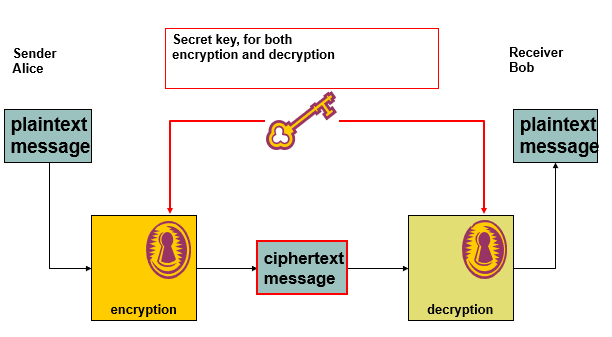 Sender
Alice
Secret key, for both
encryption and decryption
Receiver
Bob
plaintext
message
plaintext
message
ciphertext
message
encryption
decryption